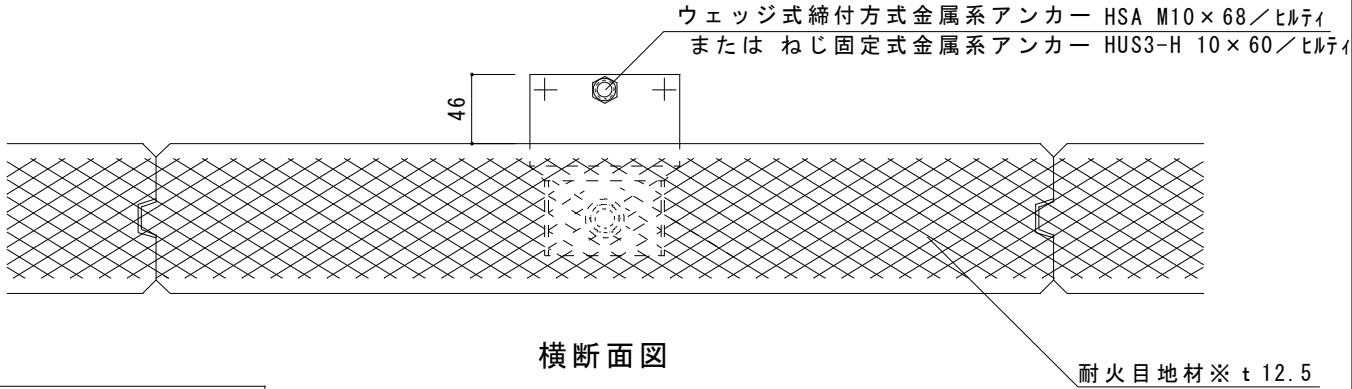 ウェッジ式締付方式金属系アンカー HSA M10×68／ﾋﾙﾃｨ
または ねじ固定式金属系アンカー HUS3-H 10×60／ﾋﾙﾃｨ
46
横断面図
耐火目地材※ t 12.5